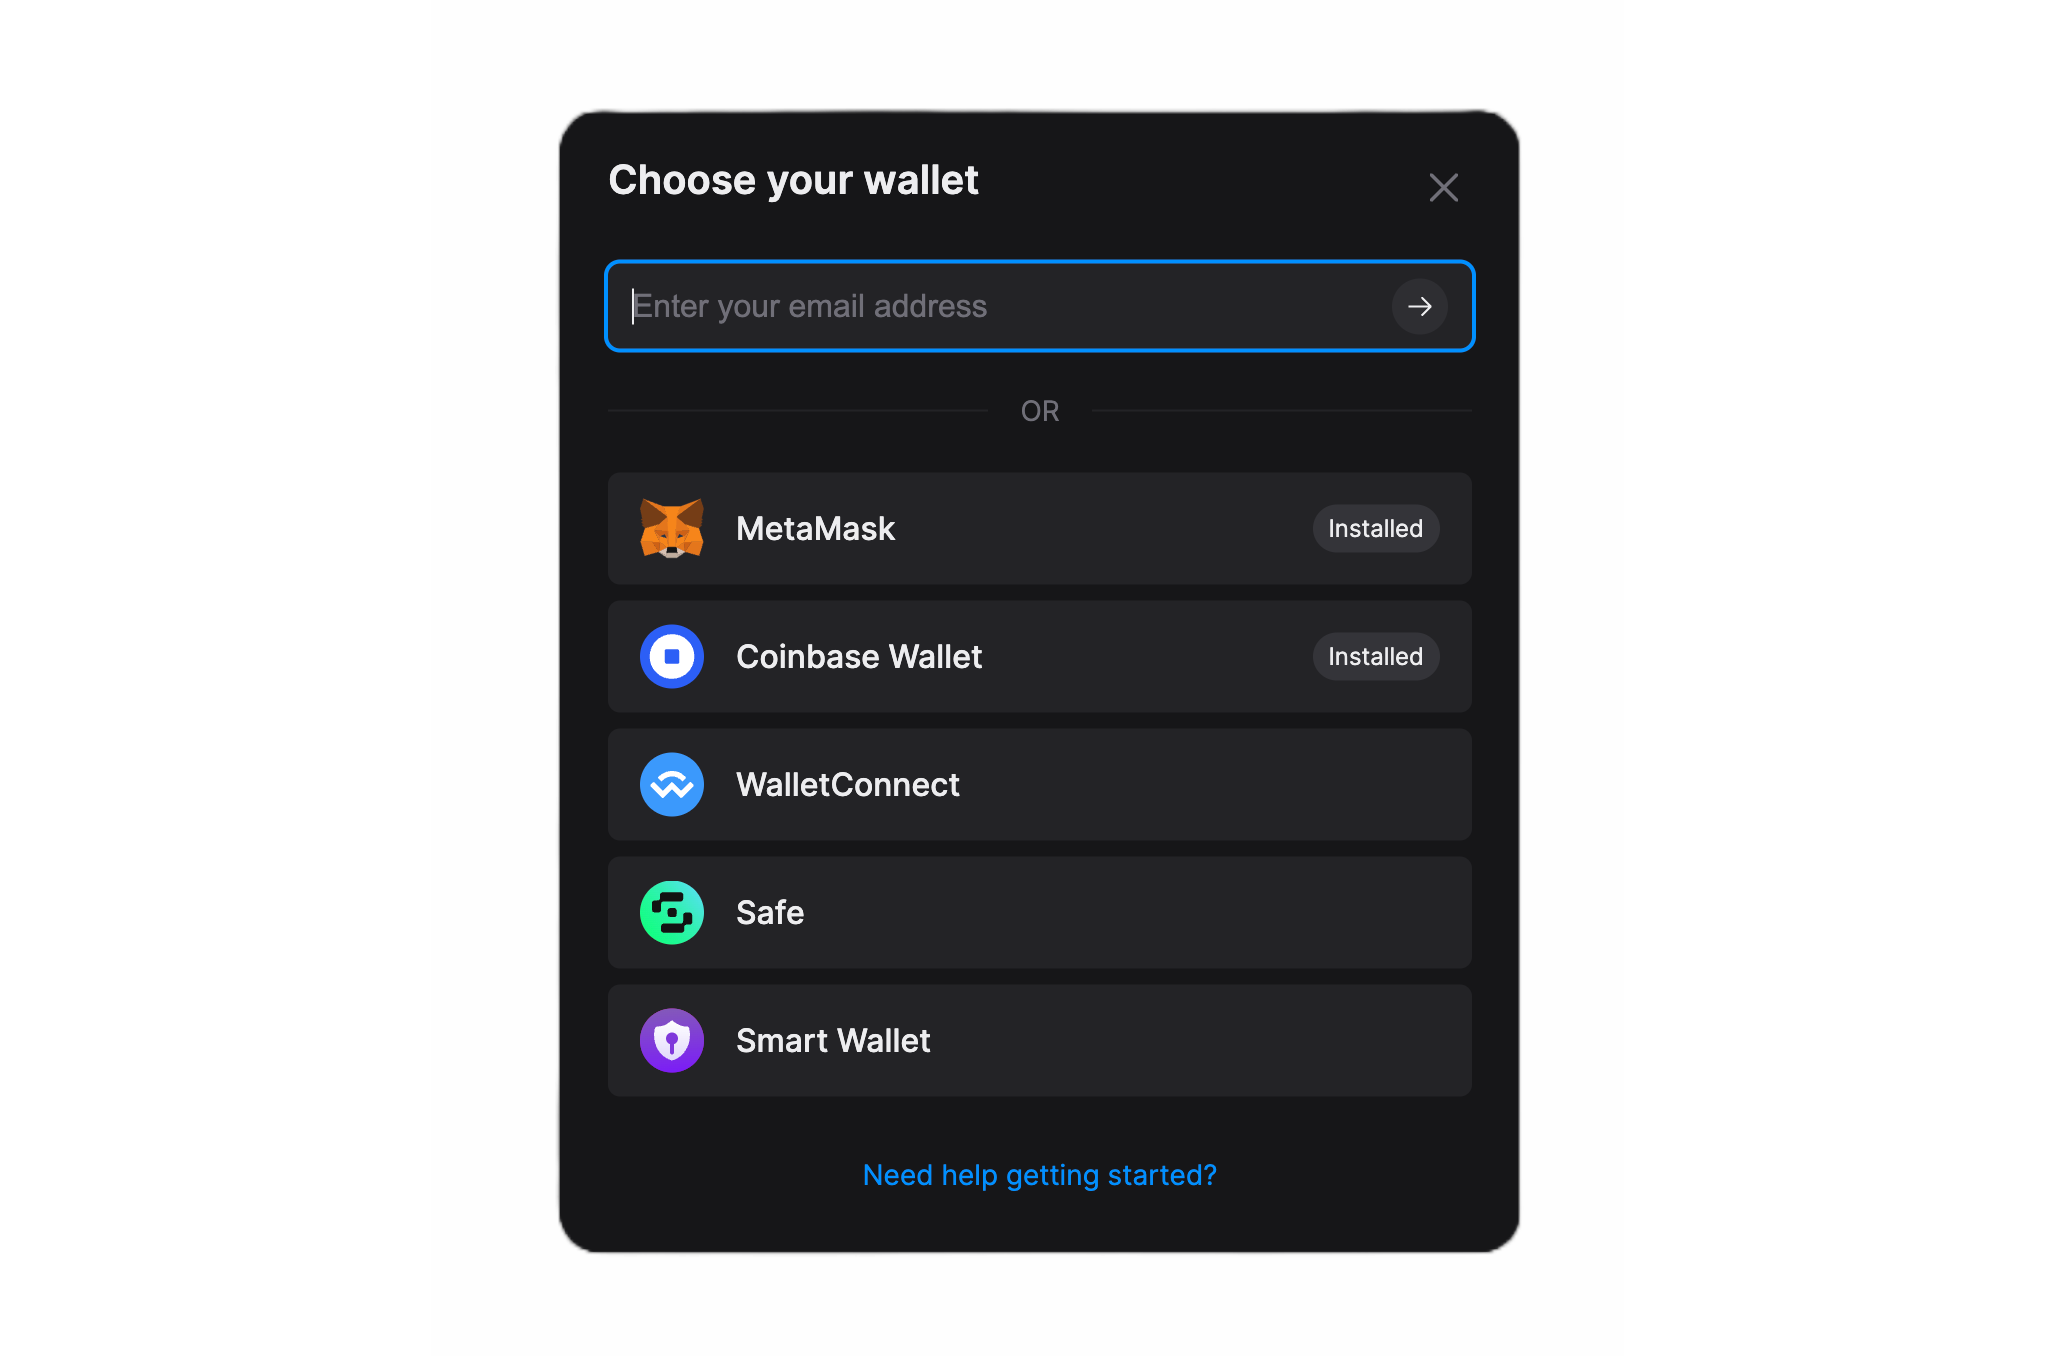 Choose your wallet
Enter your email address
OR
MetaMask Installed
Coinbase Wallet Installed
WalletConnect
Safe
Smart Wallet
Need help getting started?